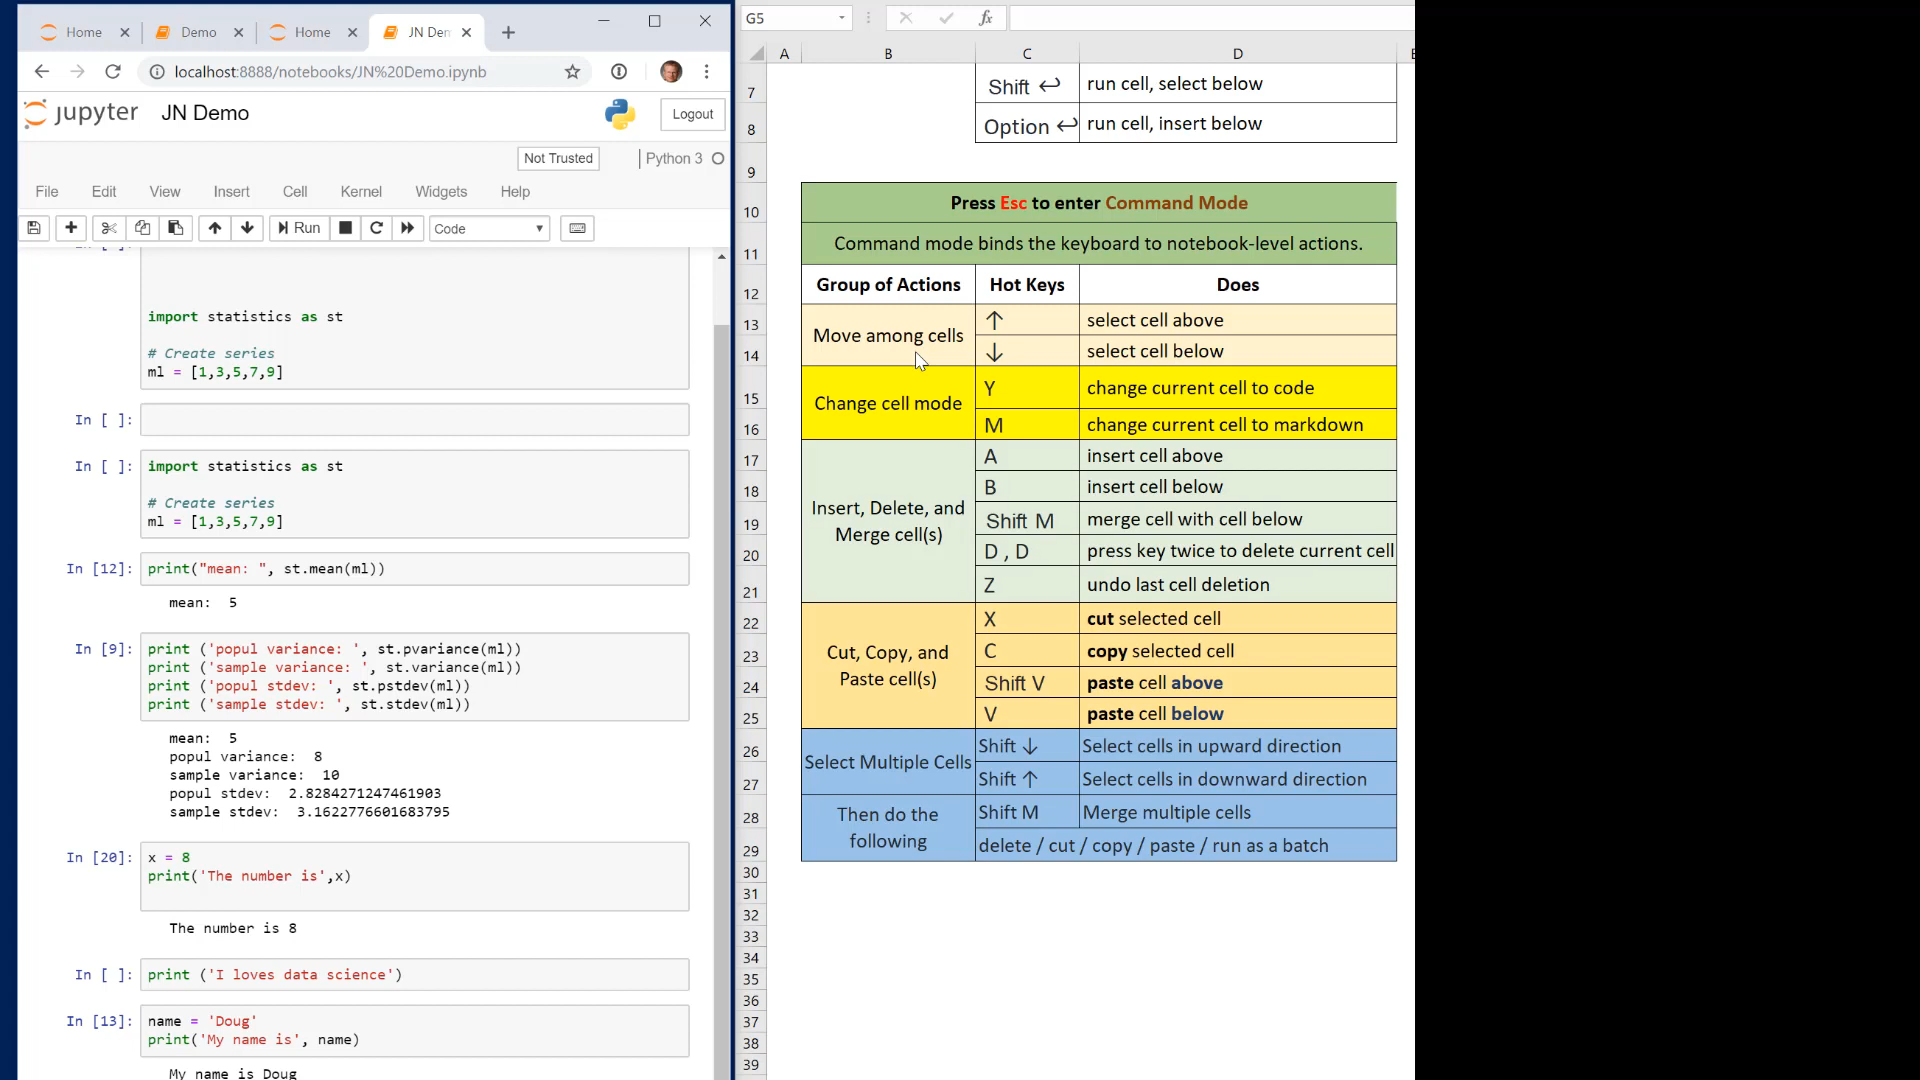 Home
Demo
Home
JN Dem
localhost:8888/notebooks/JN%20Demo.ipynb
jupyter
JN Demo
Logout
Not Trusted
Python 3
File Edit View Insert Cell Kernel Widgets Help
Run
Code
import statistics as st
# Create series
ml = [1,3,5,7,9]
In [ ]:
In [ ]:
import statistics as st
# Create series
ml = [1,3,5,7,9]
In [12]:
print("mean: ", st.mean(ml))
mean: 5
In [9]:
print ('popul variance: ', st.pvariance(ml))
print ('sample variance: ', st.variance(ml))
print ('popul stdev: ', st.pstdev(ml))
print ('sample stdev: ', st.stdev(ml))
mean: 5
popul variance: 8
sample variance: 10
popul stdev: 2.8284271247461903
sample stdev: 3.1622776601683795
In [20]:
x = 8
print('The number is',x)
The number is 8
In [ ]:
print ('I loves data science')
In [13]:
name = 'Doug'
print('My name is', name)
My name is Doug
G5
fx
A B C D
7 Shift ↩ run cell, select below
8 Option ↩ run cell, insert below
9
10 Press Esc to enter Command Mode
11 Command mode binds the keyboard to notebook-level actions.
12 Group of Actions Hot Keys Does
Move among cells
13 ↑ select cell above
14 ↓ select cell below
Change cell mode
15 Y change current cell to code
16 M change current cell to markdown
Insert, Delete, and
Merge cell(s)
17 A insert cell above
18 B insert cell below
19 Shift M merge cell with cell below
20 D , D press key twice to delete current cell
21 Z undo last cell deletion
Cut, Copy, and
Paste cell(s)
22 X cut selected cell
23 C copy selected cell
24 Shift V paste cell above
25 V paste cell below
Select Multiple Cells
26 Shift ↓ Select cells in upward direction
27 Shift ↑ Select cells in downward direction
Then do the
following
28 Shift M Merge multiple cells
29 delete / cut / copy / paste / run as a batch
30
31
32
33
34
35
36
37
38
39